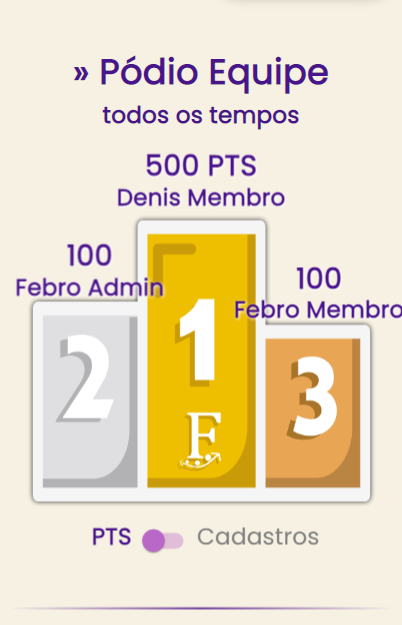 » Pódio Equipe
todos os tempos
500 PTS
Denis Membro
100
Febro Admin
100
Febro Membro
2
1
3
F
PTS
Cadastros